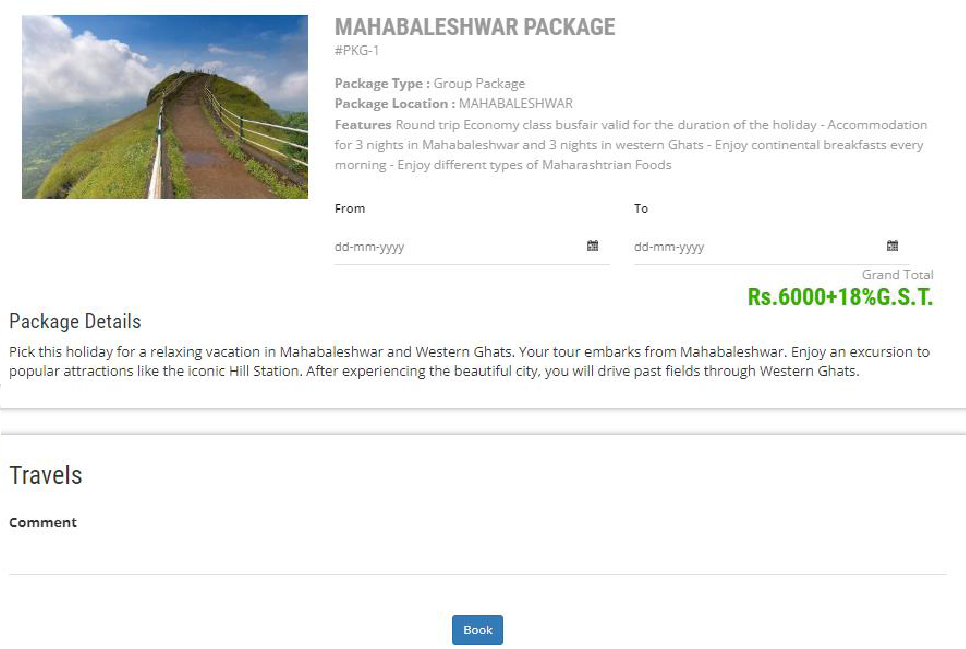 MAHABALESHWAR PACKAGE
#PKG-1
Package Type : Group Package
Package Location : MAHABALESHWAR
Features Round trip Economy class busfair valid for the duration of the holiday - Accommodation
for 3 nights in Mahabaleshwar and 3 nights in western Ghats - Enjoy continental breakfasts every
morning - Enjoy different types of Maharashtrian Foods
From To
dd-mm-yyyy dd-mm-yyyy
Grand Total
Rs.6000+18%G.S.T.
Package Details
Pick this holiday for a relaxing vacation in Mahabaleshwar and Western Ghats. Your tour embarks from Mahabaleshwar. Enjoy an excursion to
popular attractions like the iconic Hill Station. After experiencing the beautiful city, you will drive past fields through Western Ghats.
Travels
Comment
Book